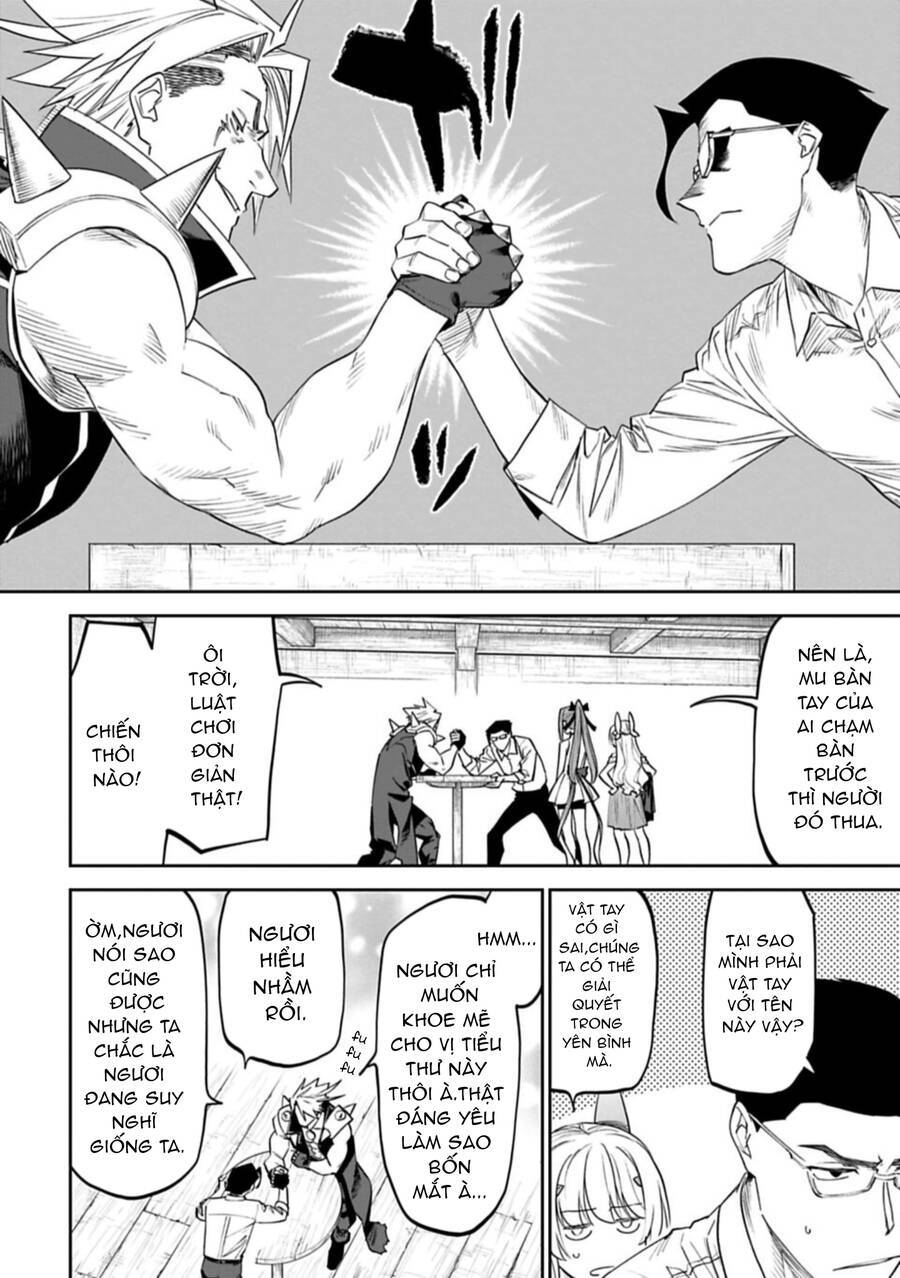 NÊN LÀ,
MU BÀN
TAY CỦA
AI CHẠM
BÀN
TRƯỚC
THÌ NGƯỜI
ĐÓ THUA.
ÔI
TRỜI,
LUẬT
CHƠI
ĐƠN
GIẢN
THẬT!
CHIẾN
THÔI
NÀO!
TẠI SAO
MÌNH PHẢI
VẬT TAY
VỚI TÊN
NÀY VẬY?
VẬT TAY
CÓ GÌ
SAI,CHÚNG
TA CÓ THỂ
GIẢI
QUYẾT
TRONG
YÊN BÌNH
MÀ.
HMM...
NGƯƠI CHỈ
MUỐN
KHOE MẼ
CHO VỊ TIỂU
THƯ NÀY
THÔI À.THẬT
ĐÁNG YÊU
LÀM SAO
BỐN
MẮT À...
fu
fu
fu
NGƯƠI
HIỂU
NHẦM
RỒI.
ỜM,NGƯƠI
NÓI SAO
CŨNG
ĐƯỢC
NHƯNG TA
CHẮC LÀ
NGƯƠI
ĐANG SUY
NGHĨ
GIỐNG TA.